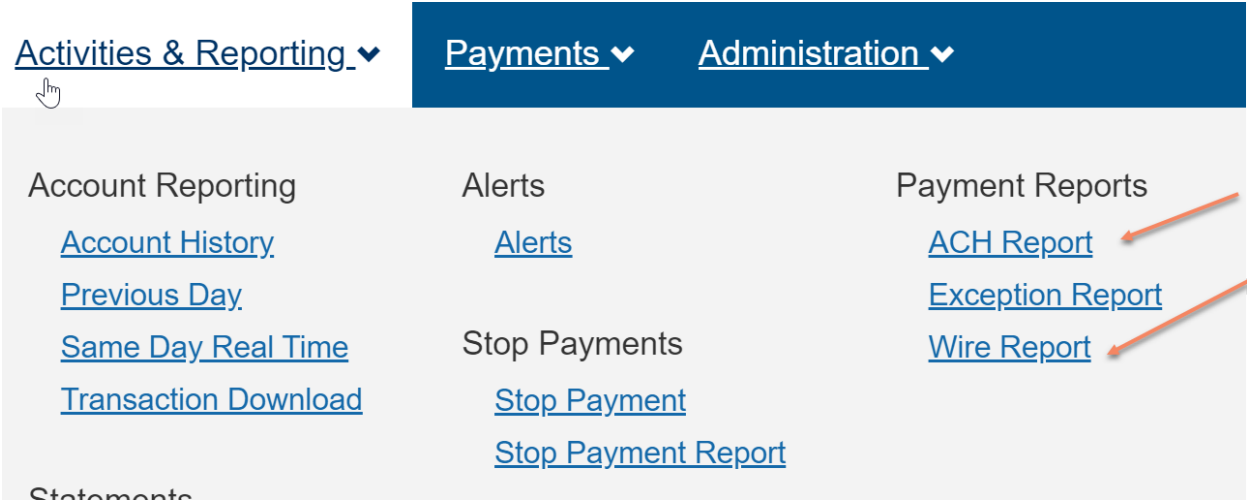 Activities & Reporting
Payments
Administration
Account Reporting
Account History
Previous Day
Same Day Real Time
Transaction Download
Statements
Alerts
Alerts
Stop Payments
Stop Payment
Stop Payment Report
Payment Reports
ACH Report
Exception Report
Wire Report